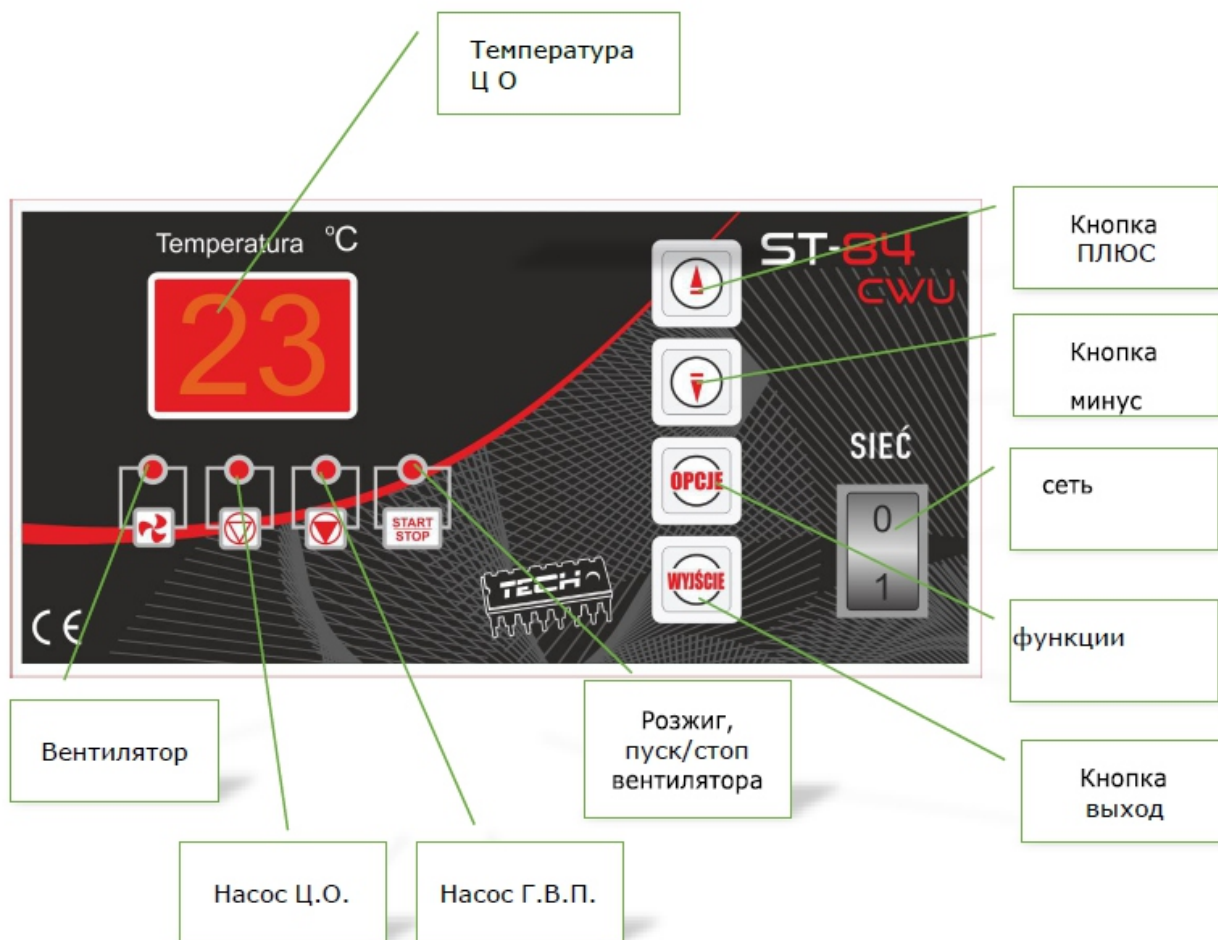 Температура
Ц О
Temperatura °C
23
ST-84
CWU
Кнопка
ПЛЮС
Кнопка
минус
SIEĆ
0
1
сеть
OPCJE
WYJŚCIE
START
STOP
TECH
CE
функции
Вентилятор
Розжиг,
пуск/стоп
вентилятора
Кнопка
выход
Насос Ц.О.
Насос Г.В.П.